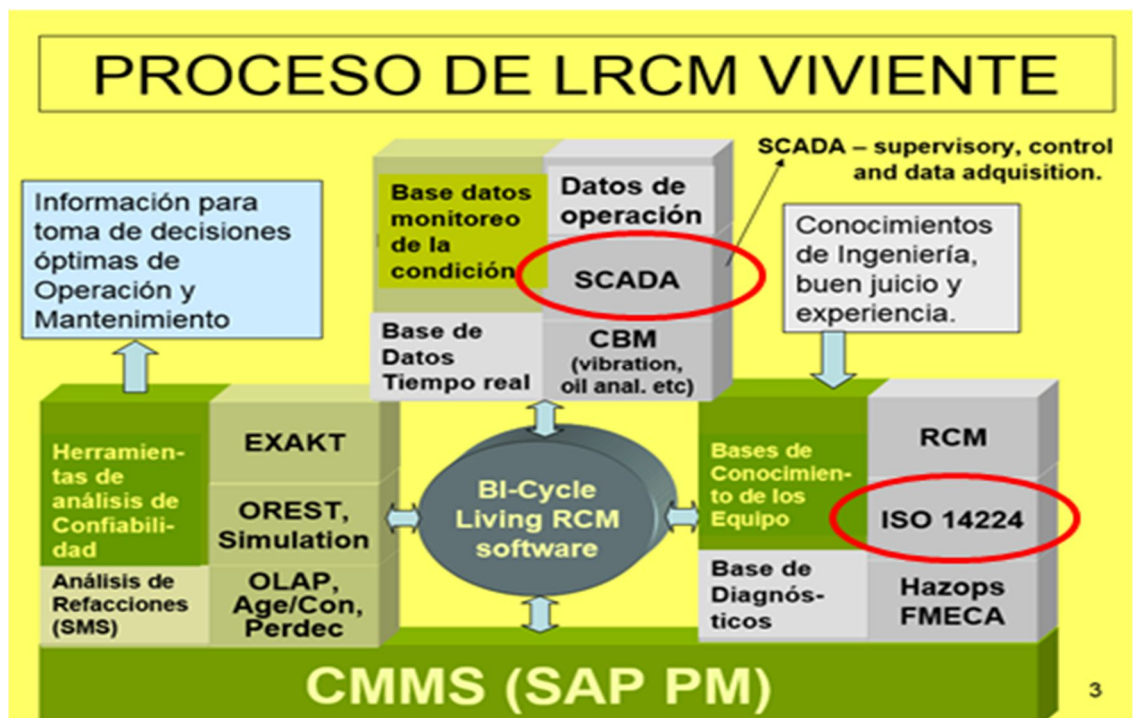 PROCESO DE LRCM VIVIENTE
SCADA – supervisory, control
and data adquisition.
Información para
toma de decisiones
óptimas de
Operación y
Mantenimiento
Base datos
monitoreo
de la
condición
Datos de
operación
SCADA
Base de
Datos
Tiempo real
CBM
(vibration,
oil anal. etc)
Conocimientos
de Ingeniería,
buen juicio y
experiencia.
Herramien-
tas de
análisis de
Confiabili-
dad
EXAKT
OREST,
Simulation
Análisis de
Refacciones
(SMS)
OLAP,
Age/Con,
Perdec
BI-Cycle
Living RCM
software
Bases de
Conocimien-
to de los
Equipo
RCM
ISO 14224
Base de
Diagnós-
ticos
Hazops
FMECA
CMMS (SAP PM)
3